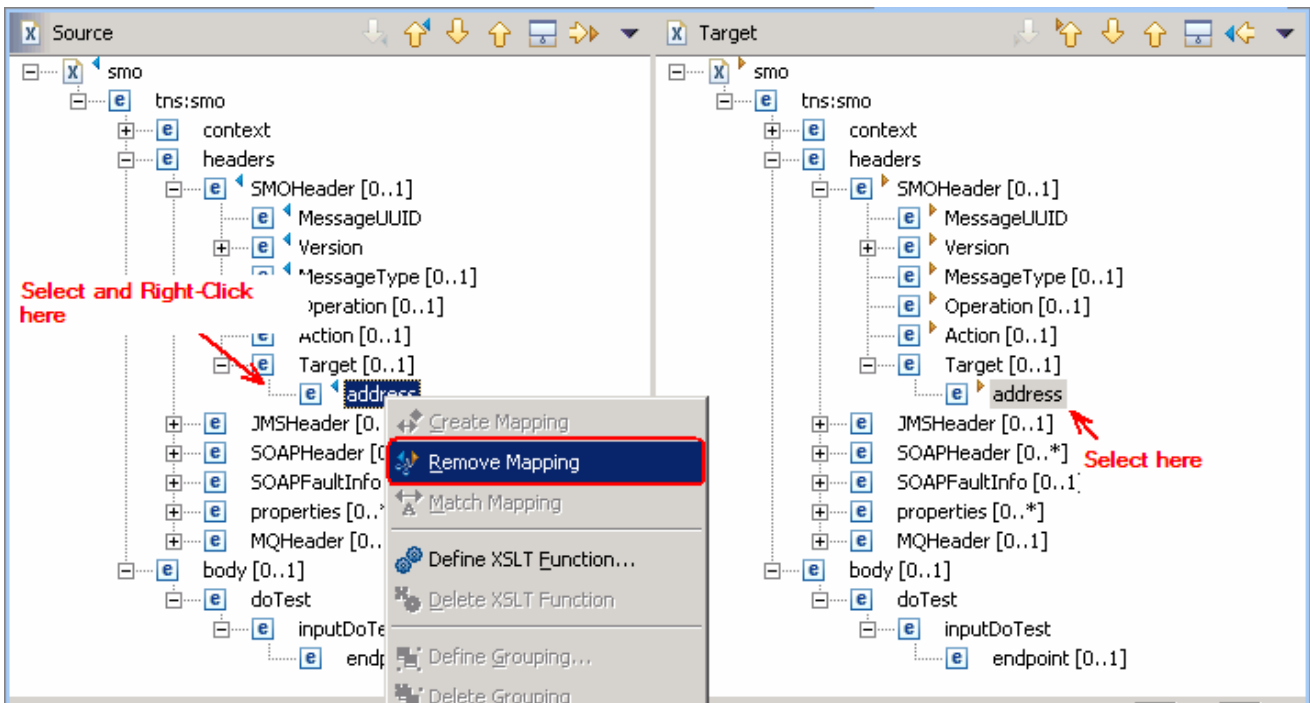 Source
smo
tns:smo
context
headers
SMOHeader [0..1]
MessageUUID
Version
MessageType [0..1]
Select and Right-Click
here
Operation [0..1]
Action [0..1]
Target [0..1]
address
JMSHeader [0.
SOAPHeader [0
SOAPFaultInfo
properties [0..*
MQHeader [0..
body [0..1]
doTest
inputDoTe
endp
Create Mapping
Remove Mapping
Match Mapping
Define XSLT Function...
Delete XSLT Function
Define Grouping...
Delete Grouping
Target
smo
tns:smo
context
headers
SMOHeader [0..1]
MessageUUID
Version
MessageType [0..1]
Operation [0..1]
Action [0..1]
Target [0..1]
address
JMSHeader [0..1]
SOAPHeader [0..*]
Select here
SOAPFaultInfo [0..1]
properties [0..*]
MQHeader [0..1]
body [0..1]
doTest
inputDoTest
endpoint [0..1]